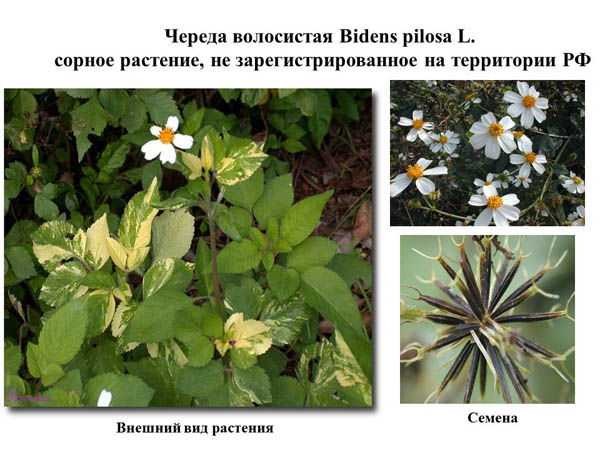 Череда волосистая Bidens pilosa L.
сорное растение, не зарегистрированное на территории РФ
Внешний вид растения
Семена